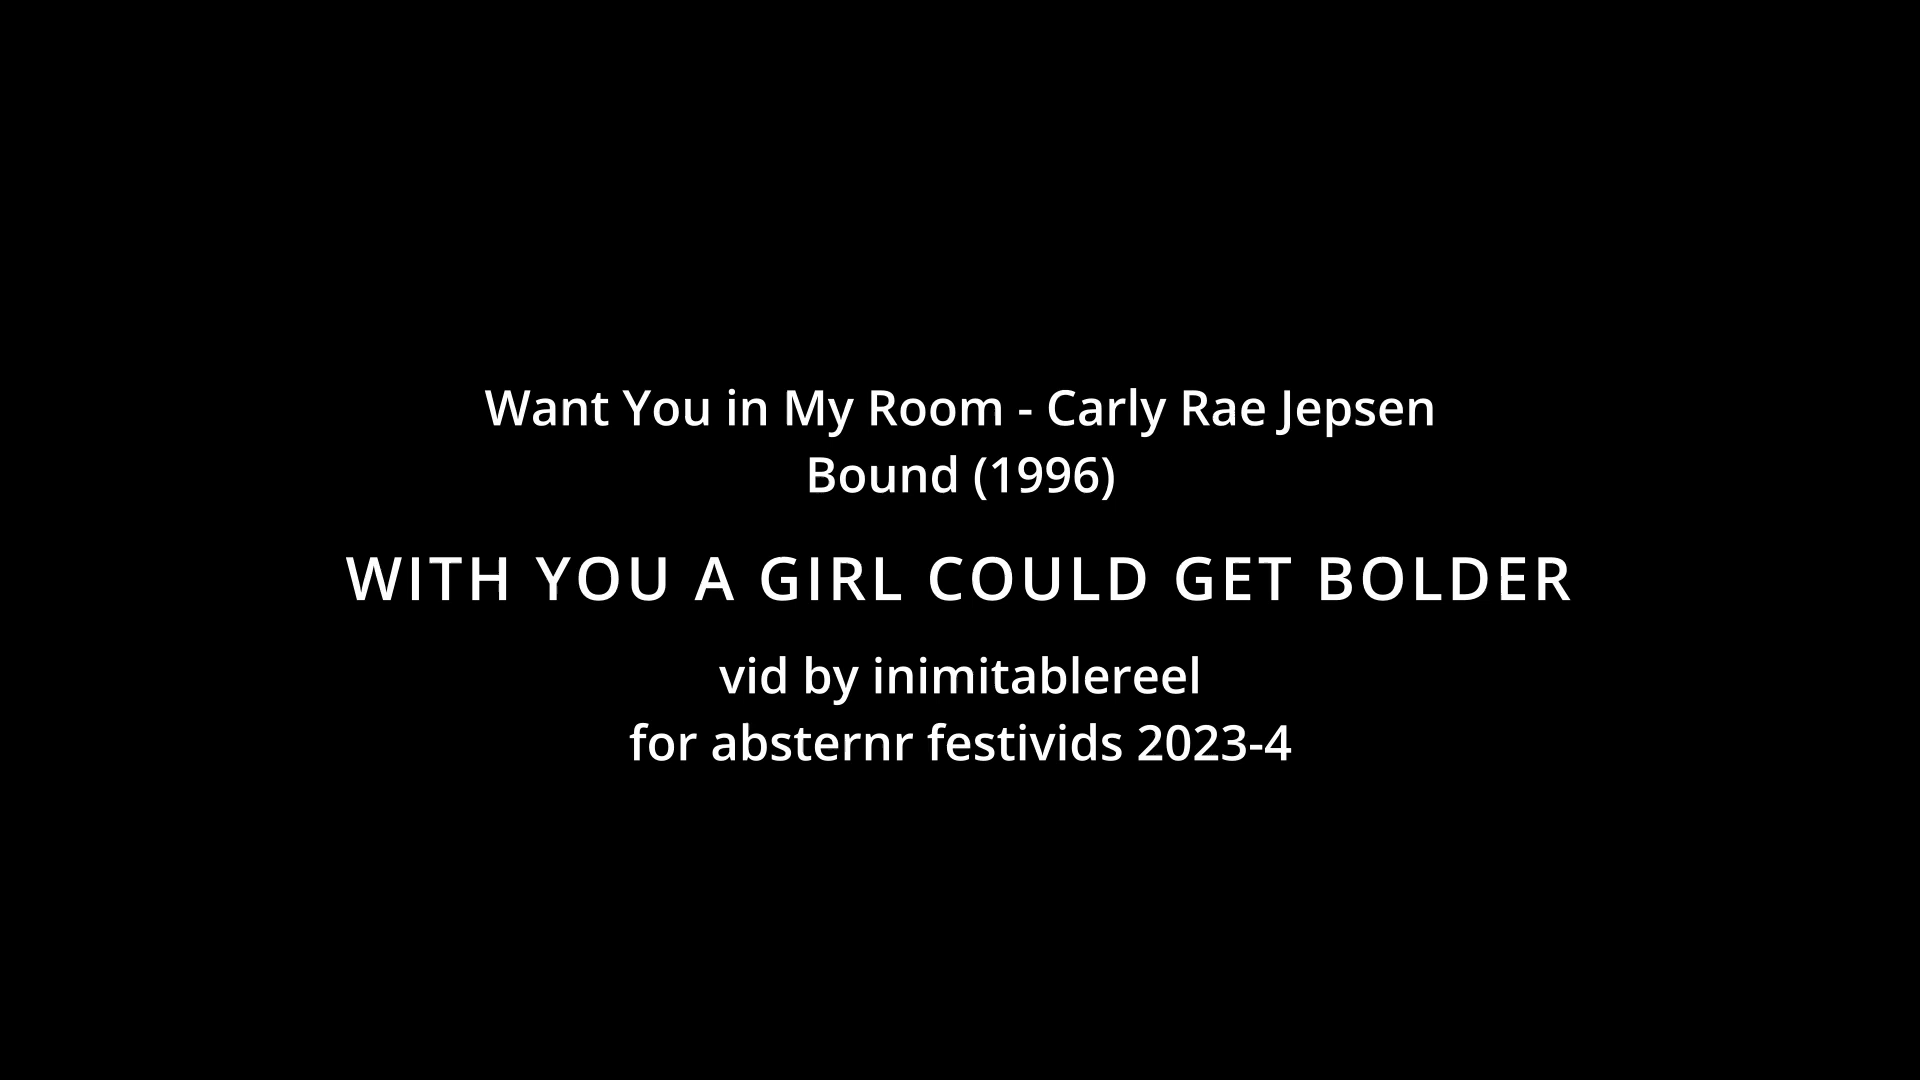 Want You in My Room - Carly Rae Jepsen
Bound (1996)
WITH YOU A GIRL COULD GET BOLDER
vid by inimitablereel
for absternr festivids 2023-4